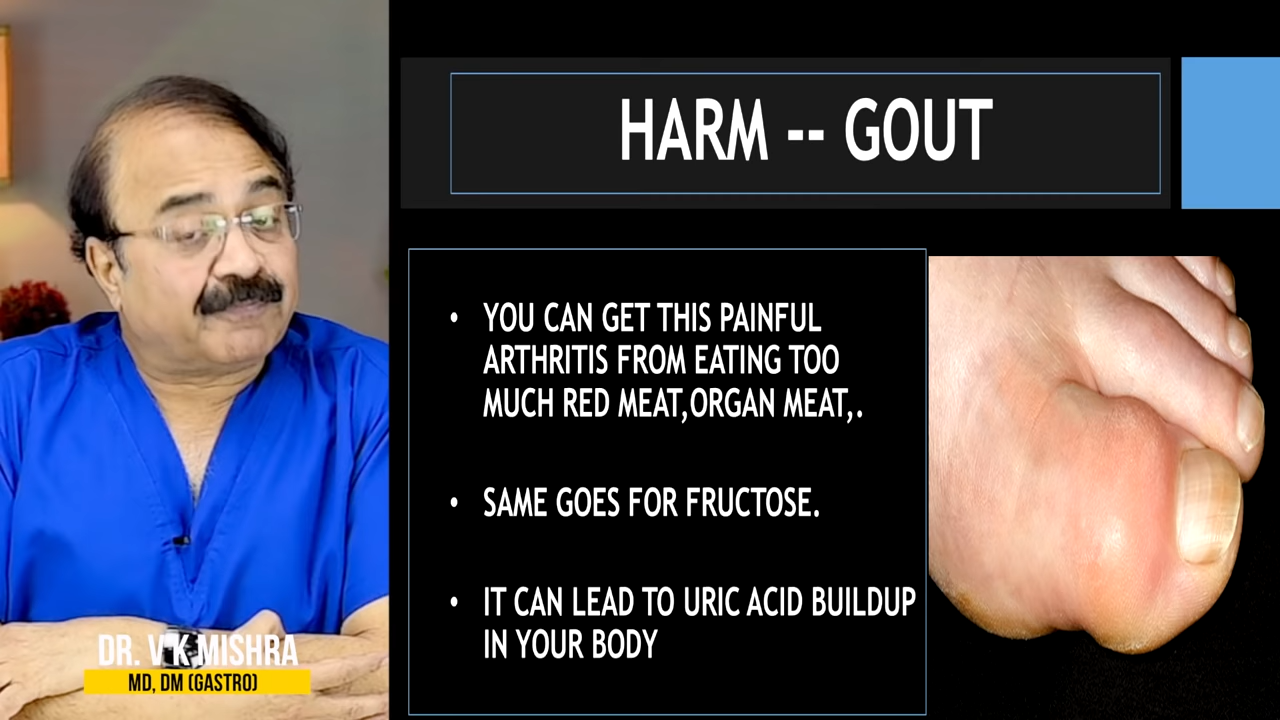 HARM -- GOUT
• YOU CAN GET THIS PAINFUL
ARTHRITIS FROM EATING TOO
MUCH RED MEAT,ORGAN MEAT,.
• SAME GOES FOR FRUCTOSE.
• IT CAN LEAD TO URIC ACID BUILDUP
IN YOUR BODY
DR. V K MISHRA
MD, DM (GASTRO)